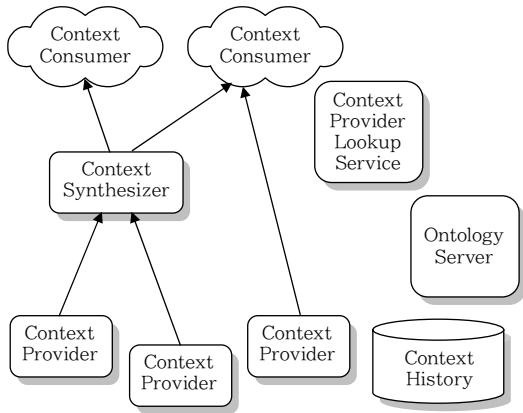 Context
Consumer
Context
Consumer
Context
Provider
Lookup
Service
Context
Synthesizer
Ontology
Server
Context
Provider
Context
Provider
Context
Provider
Context
History